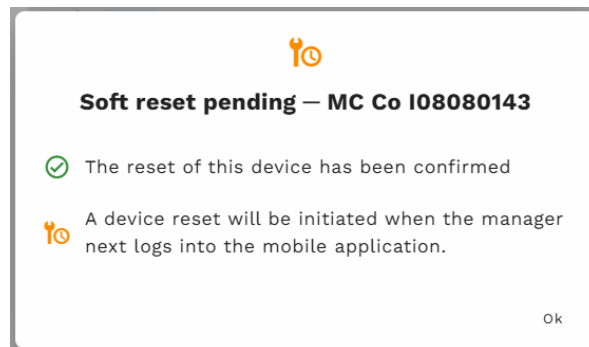 Soft reset pending — MC Co I08080143
The reset of this device has been confirmed
A device reset will be initiated when the manager
next logs into the mobile application.
Ok